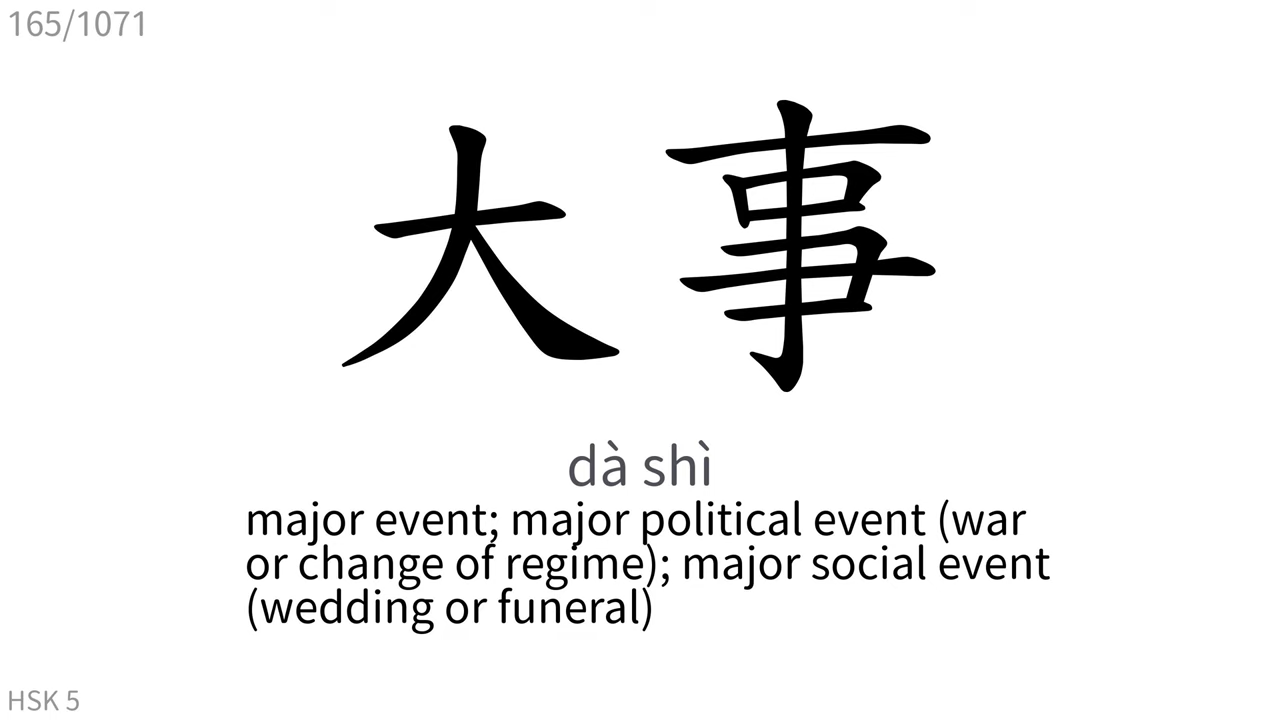 165/1071
大事
dà shì
major event; major political event (war
or change of regime); major social event
(wedding or funeral)
HSK 5